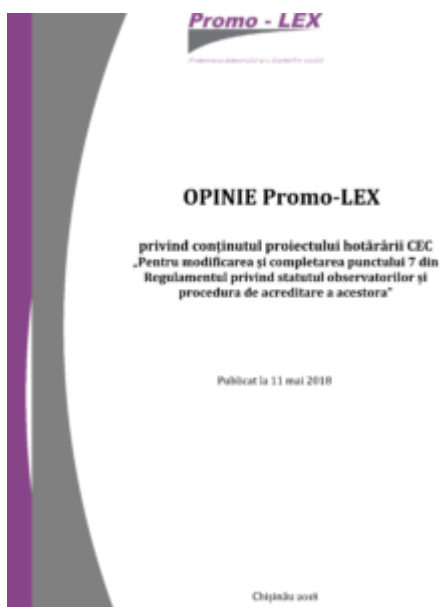 Promo - LEX
OPINIE Promo-LEX
privind conținutul proiectului hotărârii CEC
„Pentru modificarea și completarea punctului 7 din
Regulamentul privind statutul observatorilor și
procedura de acreditare a acestora”
Publicat la 11 mai 2018
Chișinău 2018